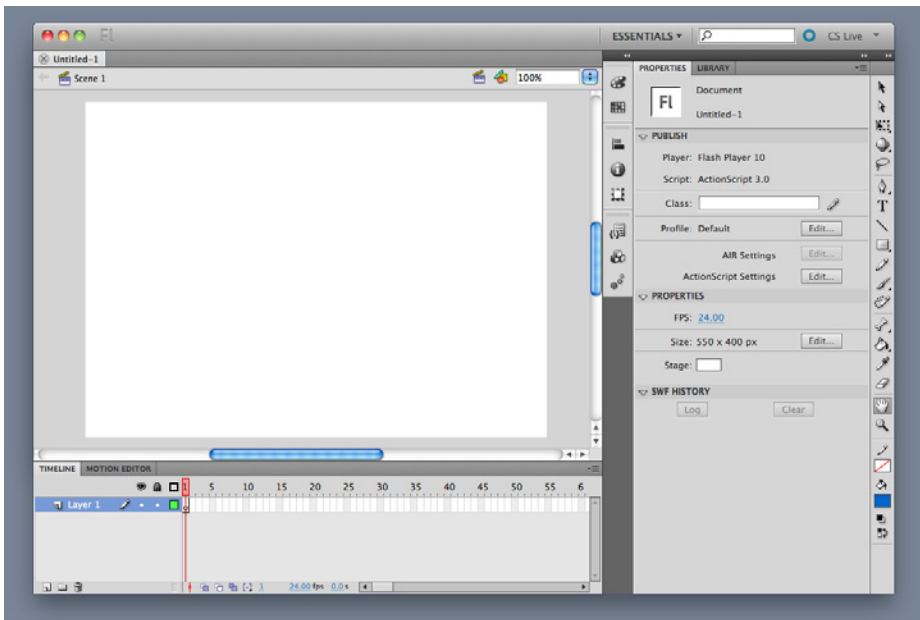 Fl
ESSENTIALS
CS Live
Untitled-1
Scene 1
100%
PROPERTIES LIBRARY
Fl
Document
Untitled-1
PUBLISH
Player: Flash Player 10
Script: ActionScript 3.0
Class:
Profile: Default Edit...
AIR Settings Edit...
ActionScript Settings Edit...
PROPERTIES
FPS: 24.00
Size: 550 x 400 px Edit...
Stage:
SWF HISTORY
Log Clear
T
TIMELINE MOTION EDITOR
1 5 10 15 20 25 30 35 40 45 50 55 6
Layer 1
1 24.00 fps 0.0 s